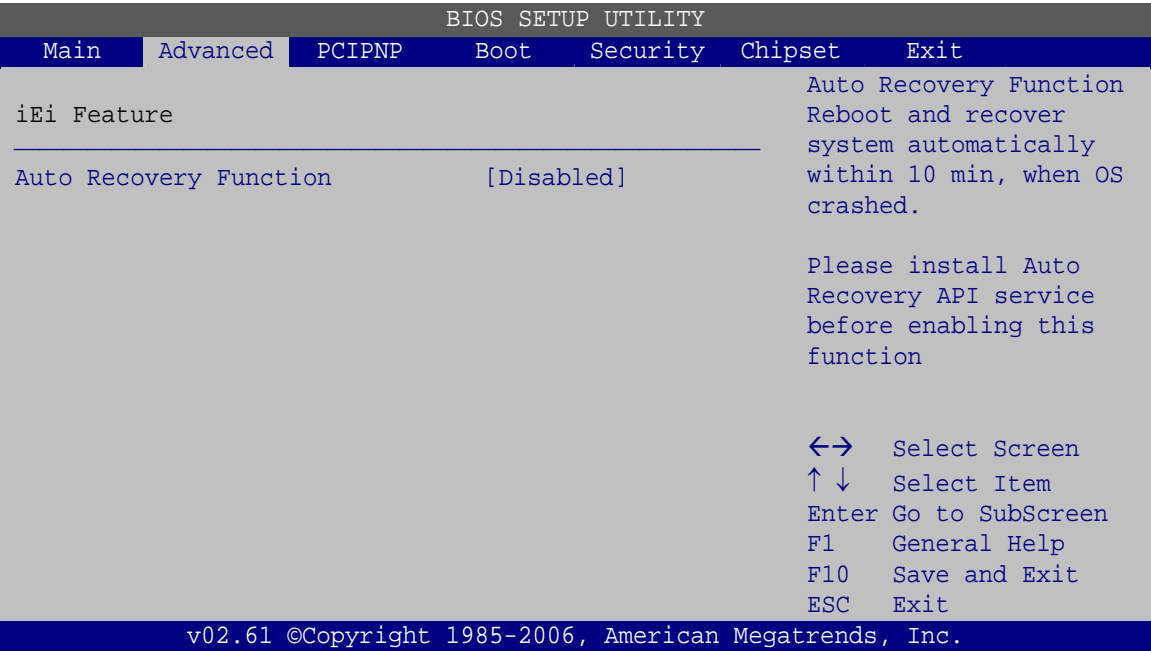 BIOS SETUP UTILITY
Main Advanced PCIPNP Boot Security Chipset Exit
iEi Feature
Auto Recovery Function [Disabled]
Auto Recovery Function
Reboot and recover
system automatically
within 10 min, when OS
crashed.
Please install Auto
Recovery API service
before enabling this
function
←→ Select Screen
↑ ↓ Select Item
Enter Go to SubScreen
F1 General Help
F10 Save and Exit
ESC Exit
v02.61 ©Copyright 1985-2006, American Megatrends, Inc.